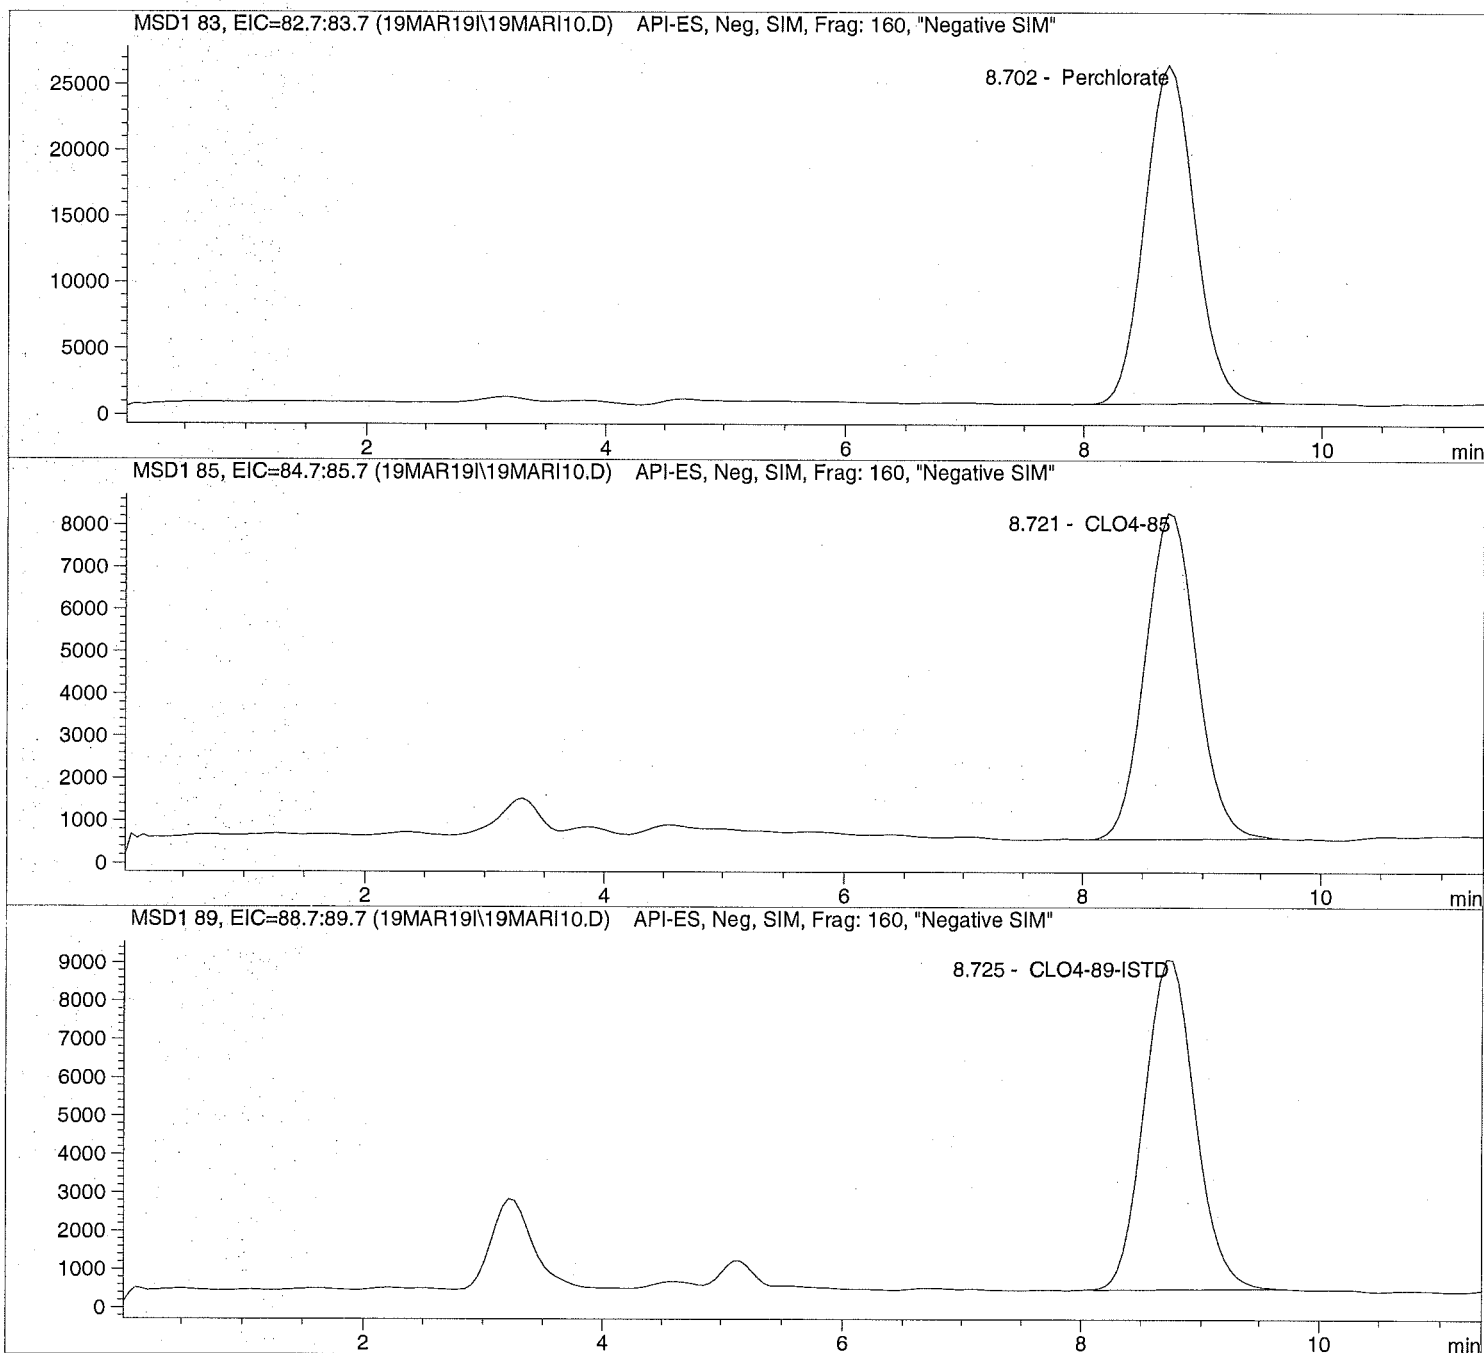 MSD1 83, EIC=82.7:83.7 (19MAR19I\19MARI10.D) API-ES, Neg, SIM, Frag: 160, "Negative SIM"
8.702 - Perchlorate
25000
20000
15000
10000
5000
0
2 4 6 8 10 min
MSD1 85, EIC=84.7:85.7 (19MAR19I\19MARI10.D) API-ES, Neg, SIM, Frag: 160, "Negative SIM"
8.721 - CLO4-85
8000
7000
6000
5000
4000
3000
2000
1000
0
2 4 6 8 10 min
MSD1 89, EIC=88.7:89.7 (19MAR19I\19MARI10.D) API-ES, Neg, SIM, Frag: 160, "Negative SIM"
8.725 - CLO4-89-ISTD
9000
8000
7000
6000
5000
4000
3000
2000
1000
0
2 4 6 8 10 min